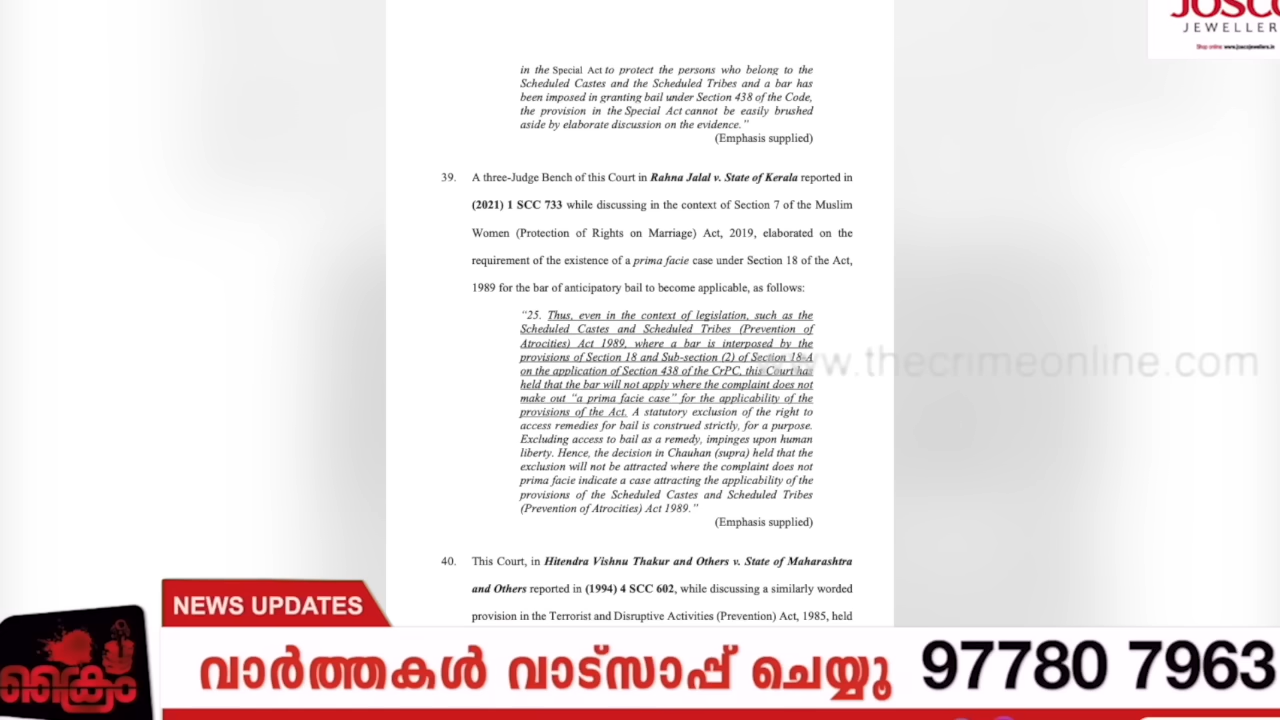 JOSCO
JEWELLER
Shop online: www.joscojewellers.in
in the Special Act to protect the persons who belong to the
Scheduled Castes and the Scheduled Tribes and a bar has
been imposed in granting bail under Section 438 of the Code,
the provision in the Special Act cannot be easily brushed
aside by elaborate discussion on the evidence.”
(Emphasis supplied)
39. A three-Judge Bench of this Court in Rahna Jalal v. State of Kerala reported in
(2021) 1 SCC 733 while discussing in the context of Section 7 of the Muslim
Women (Protection of Rights on Marriage) Act, 2019, elaborated on the
requirement of the existence of a prima facie case under Section 18 of the Act,
1989 for the bar of anticipatory bail to become applicable, as follows:
“25. Thus, even in the context of legislation, such as the
Scheduled Castes and Scheduled Tribes (Prevention of
Atrocities) Act 1989, where a bar is interposed by the
provisions of Section 18 and Sub-section (2) of Section 18-A
on the application of Section 438 of the CrPC, this Court has
held that the bar will not apply where the complaint does not
make out “a prima facie case” for the applicability of the
provisions of the Act. A statutory exclusion of the right to
access remedies for bail is construed strictly, for a purpose.
Excluding access to bail as a remedy, impinges upon human
liberty. Hence, the decision in Chauhan (supra) held that the
exclusion will not be attracted where the complaint does not
prima facie indicate a case attracting the applicability of the
provisions of the Scheduled Castes and Scheduled Tribes
(Prevention of Atrocities) Act 1989.”
(Emphasis supplied)
www.thecrimeonline.com
40. This Court, in Hitendra Vishnu Thakur and Others v. State of Maharashtra
and Others reported in (1994) 4 SCC 602, while discussing a similarly worded
provision in the Terrorist and Disruptive Activities (Prevention) Act, 1985, held
NEWS UPDATES
ക്രൈം
വാർത്തകൾ വാട്സാപ്പ് ചെയ്യൂ 97780 7963